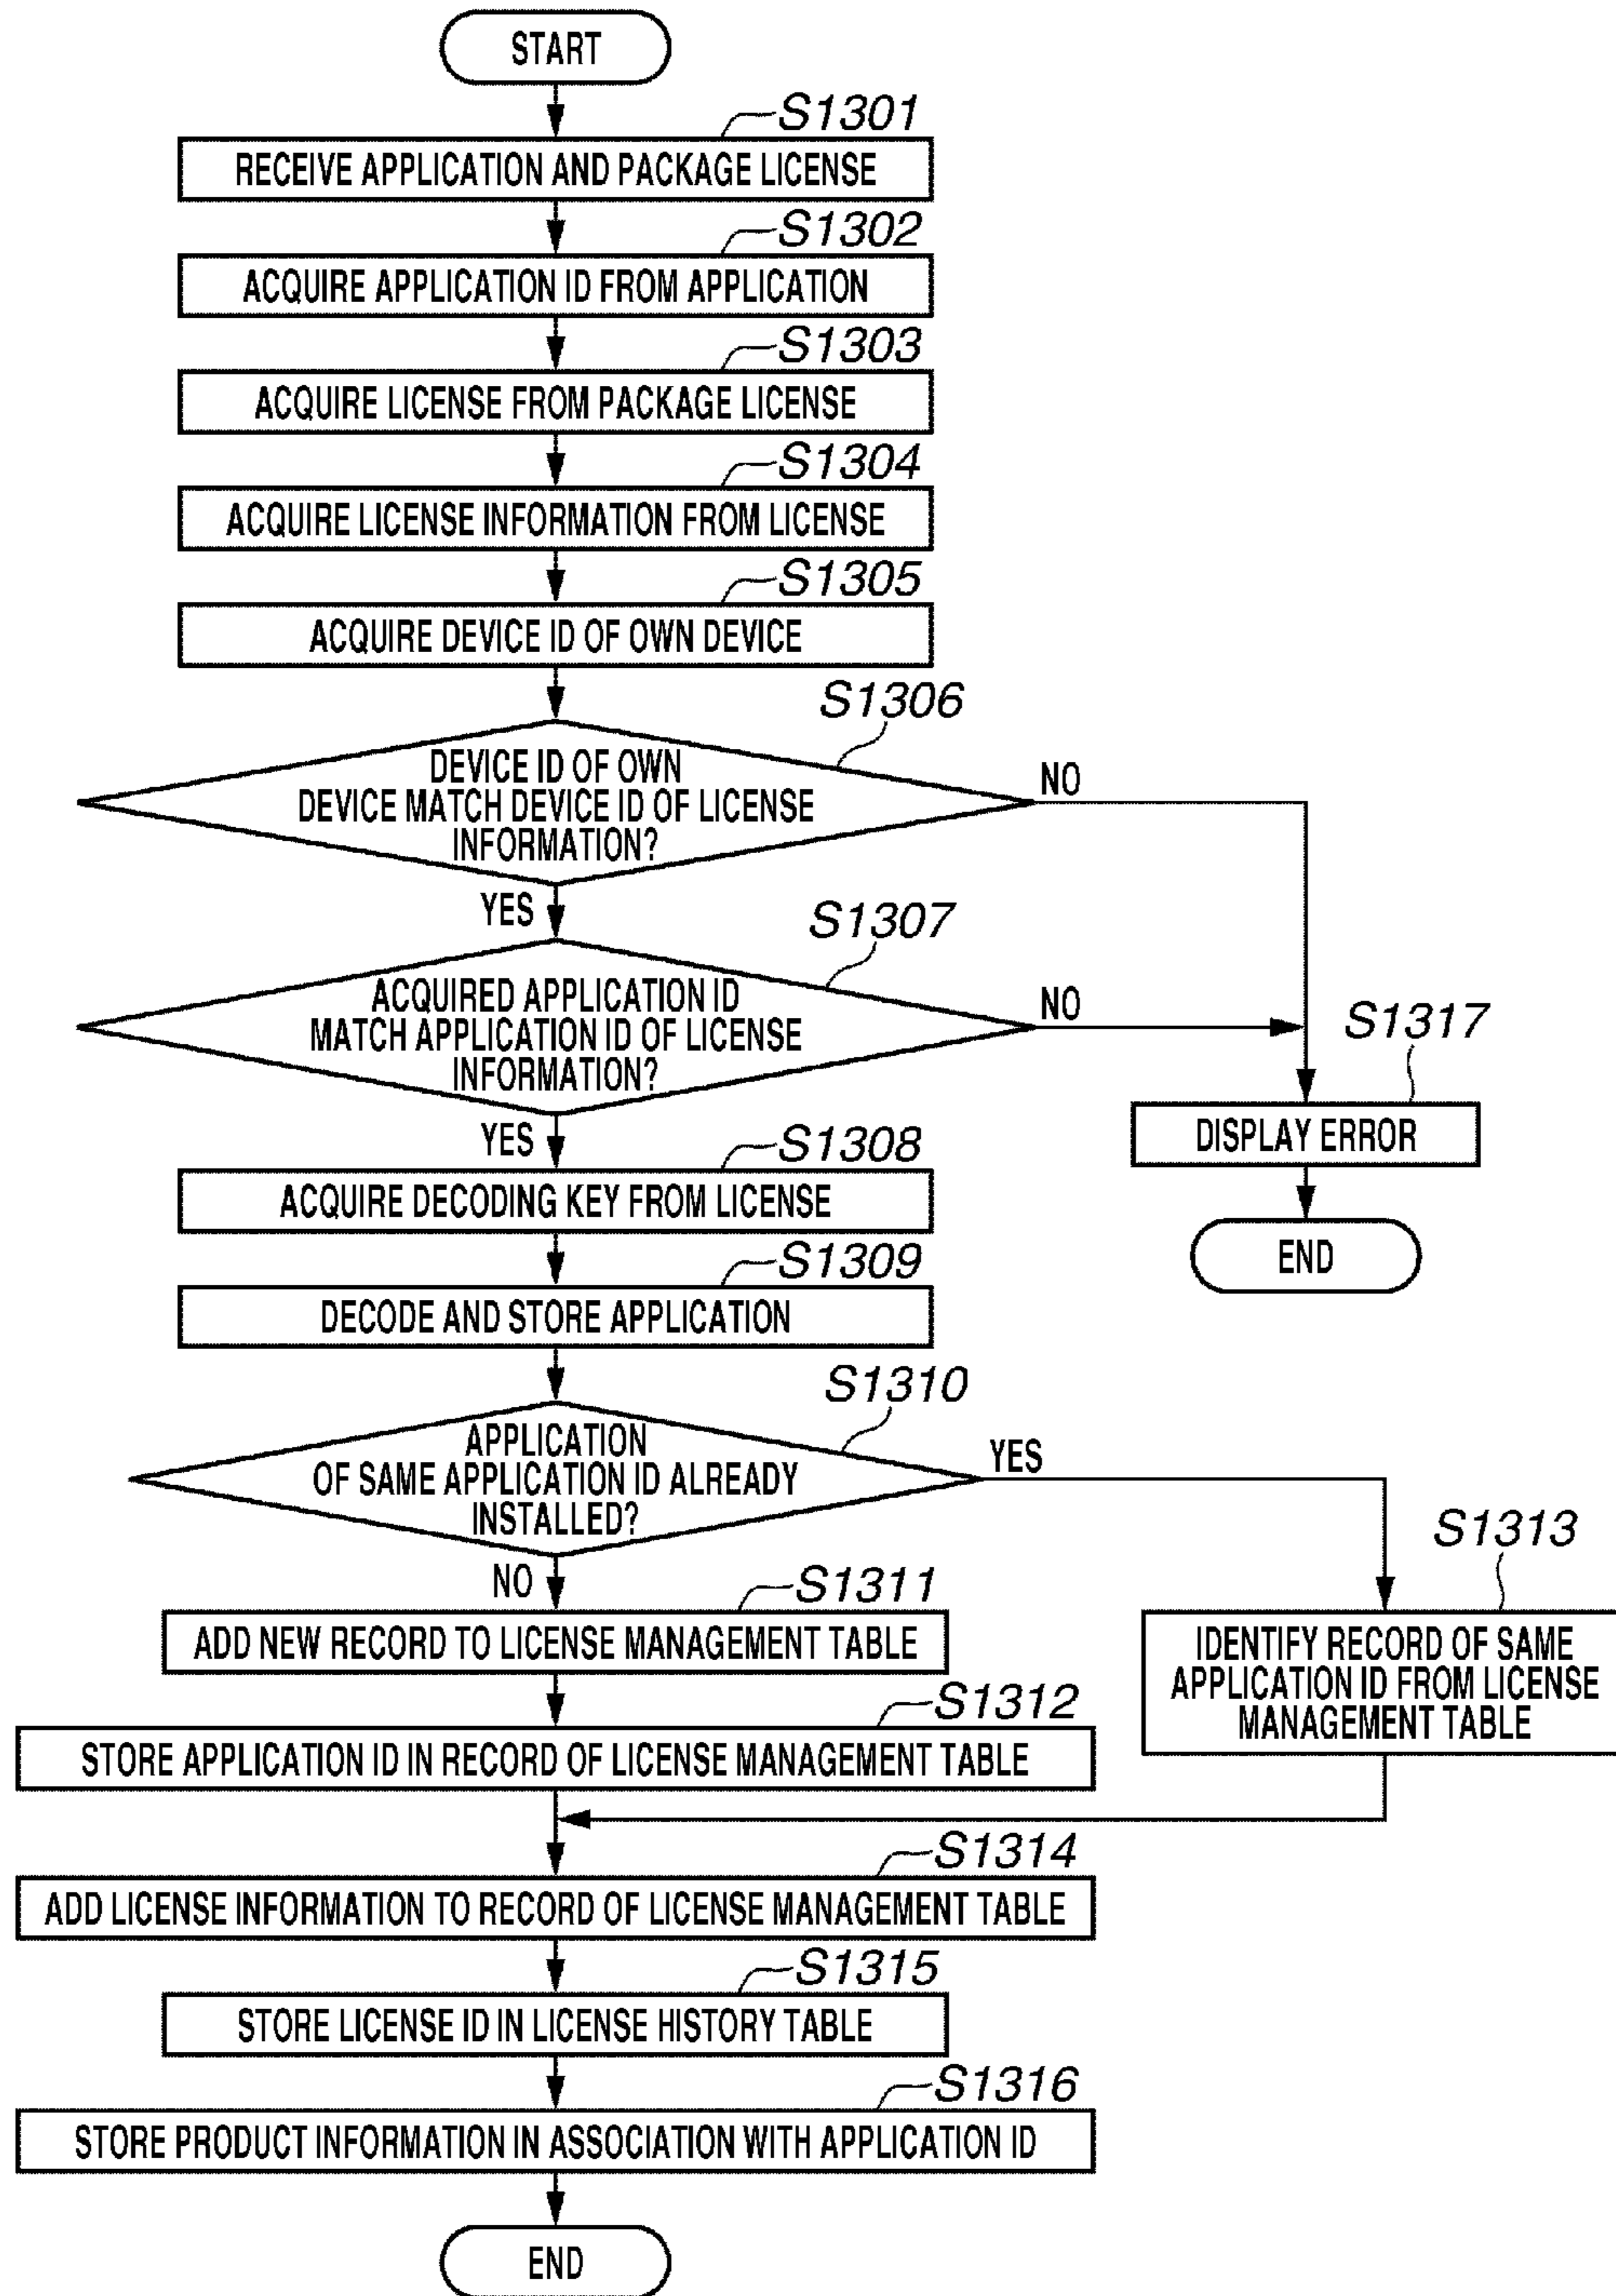 START
S1301
RECEIVE APPLICATION AND PACKAGE LICENSE
S1302
ACQUIRE APPLICATION ID FROM APPLICATION
S1303
ACQUIRE LICENSE FROM PACKAGE LICENSE
S1304
ACQUIRE LICENSE INFORMATION FROM LICENSE
S1305
ACQUIRE DEVICE ID OF OWN DEVICE
S1306
DEVICE ID OF OWN
DEVICE MATCH DEVICE ID OF LICENSE
INFORMATION?
NO
YES
S1307
ACQUIRED APPLICATION ID
MATCH APPLICATION ID OF LICENSE
INFORMATION?
NO
YES
S1317
DISPLAY ERROR
END
S1308
ACQUIRE DECODING KEY FROM LICENSE
S1309
DECODE AND STORE APPLICATION
S1310
APPLICATION
OF SAME APPLICATION ID ALREADY
INSTALLED?
YES
NO
S1311
ADD NEW RECORD TO LICENSE MANAGEMENT TABLE
S1312
STORE APPLICATION ID IN RECORD OF LICENSE MANAGEMENT TABLE
S1313
IDENTIFY RECORD OF SAME
APPLICATION ID FROM LICENSE
MANAGEMENT TABLE
S1314
ADD LICENSE INFORMATION TO RECORD OF LICENSE MANAGEMENT TABLE
S1315
STORE LICENSE ID IN LICENSE HISTORY TABLE
S1316
STORE PRODUCT INFORMATION IN ASSOCIATION WITH APPLICATION ID
END